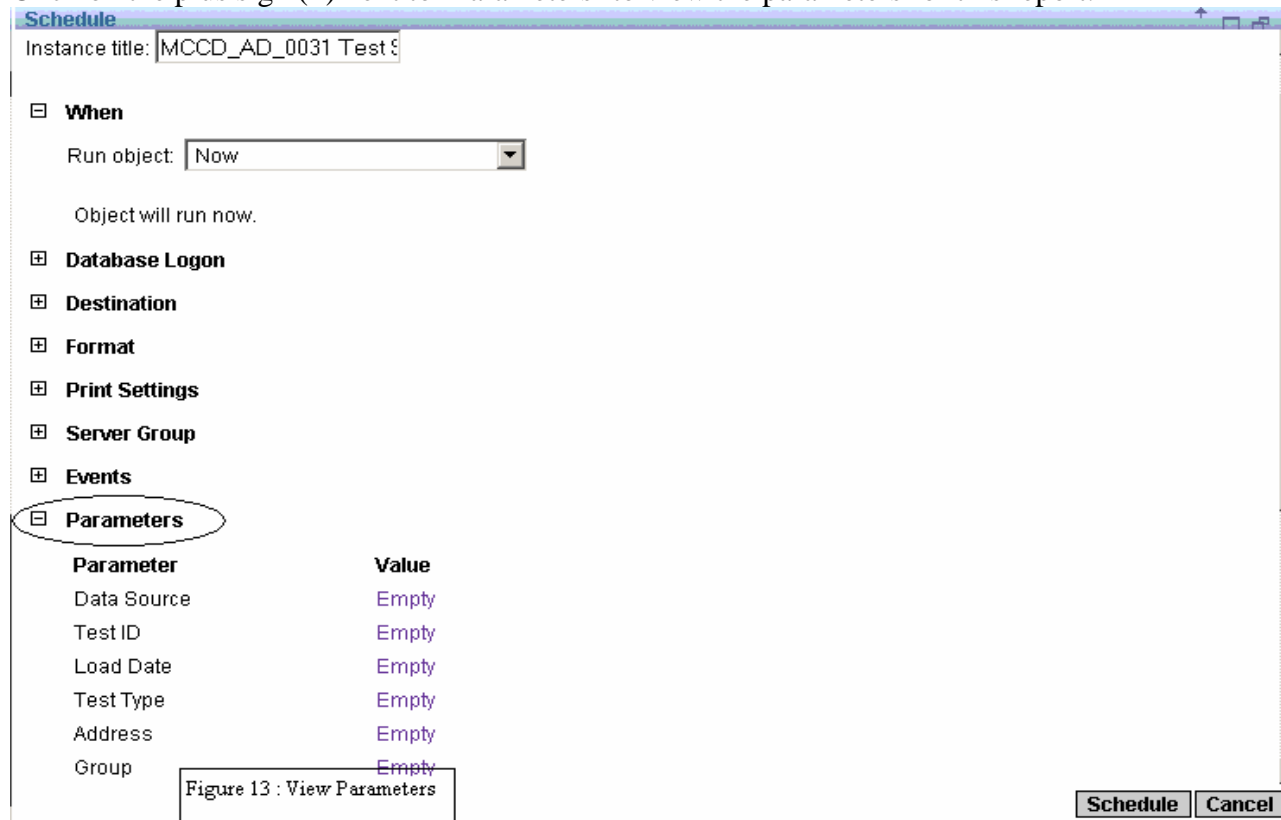 Schedule
Instance title: MCCD_AD_0031 Test
When
Run object: Now
Object will run now.
Database Logon
Destination
Format
Print Settings
Server Group
Events
Parameters
Parameter Value
Data Source Empty
Test ID Empty
Load Date Empty
Test Type Empty
Address Empty
Group Empty
Figure 13 : View Parameters
Schedule Cancel